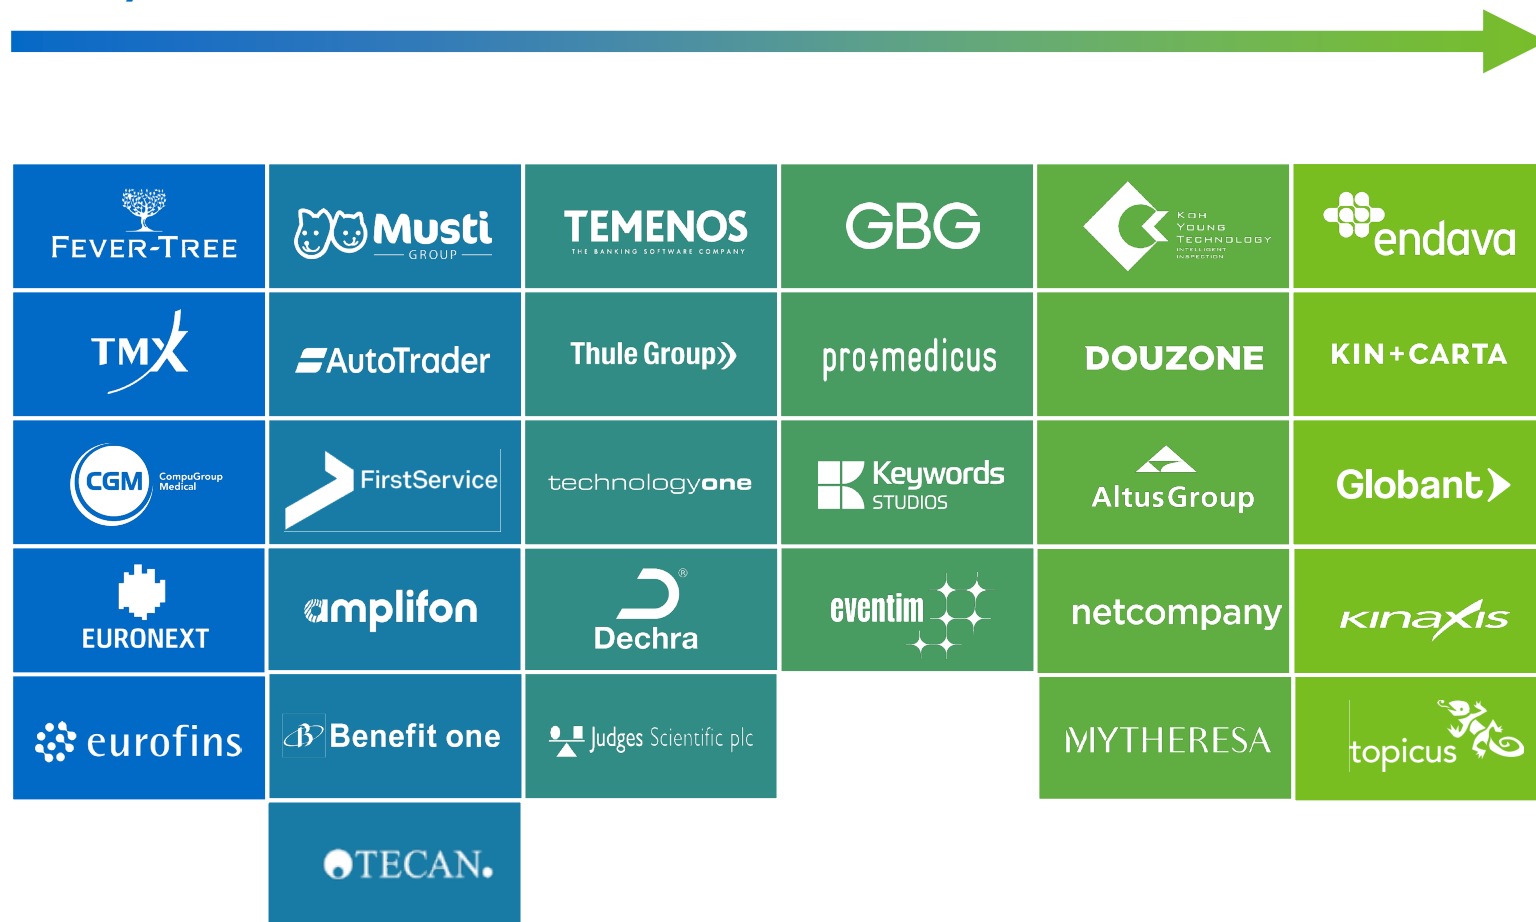 FEVER-TREE
Musti
GROUP
TEMENOS
THE BANKING SOFTWARE COMPANY
GBG
KOH
YOUNG
TECHNOLOGY
INTELLIGENT
INSPECTION
endava
TMX
AutoTrader
Thule Group
pro medicus
DOUZONE
KIN+CARTA
CGM
CompuGroup
Medical
FirstService
technologyone
Keywords
STUDIOS
AltusGroup
Globant
EURONEXT
amplifon
Dechra
®
eventim
netcompany
KINAXIS
eurofins
B
Benefit one
Judges Scientific plc
MYTHERESA
topicus
TECAN.